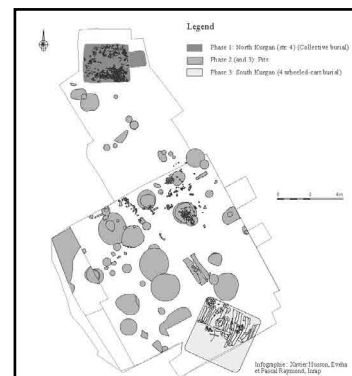 Legend
Phase 1: North Kurgan (str. 4) (Collective burial)
Phase 2 (and 3): Pits
Phase 3: South Kurgan (4 wheeled-cart burial)
0 2 4m
Infographie : Xavier Husson, Evéha
et Pascal Raymond, Inrap